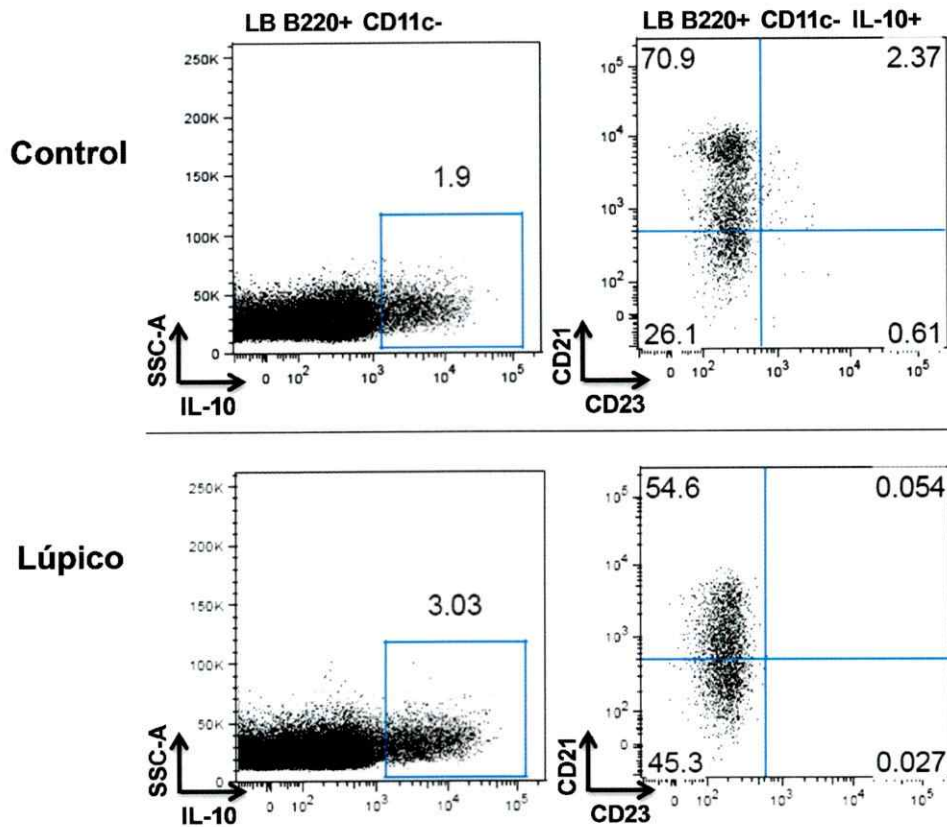 LB B220+ CD11c-
LB B220+ CD11c- IL-10+
Control
250K
200K
150K
100K
50K
0
1.9
0 10² 10³ 10⁴ 10⁵
SSC-A
IL-10
70.9 2.37
26.1 0.61
10⁵
10⁴
10³
10²
0
0 10² 10³ 10⁴ 10⁵
CD21
CD23
Lúpico
250K
200K
150K
100K
50K
0
3.03
0 10² 10³ 10⁴ 10⁵
SSC-A
IL-10
54.6 0.054
45.3 0.027
10⁵
10⁴
10³
10²
0
0 10² 10³ 10⁴ 10⁵
CD21
CD23